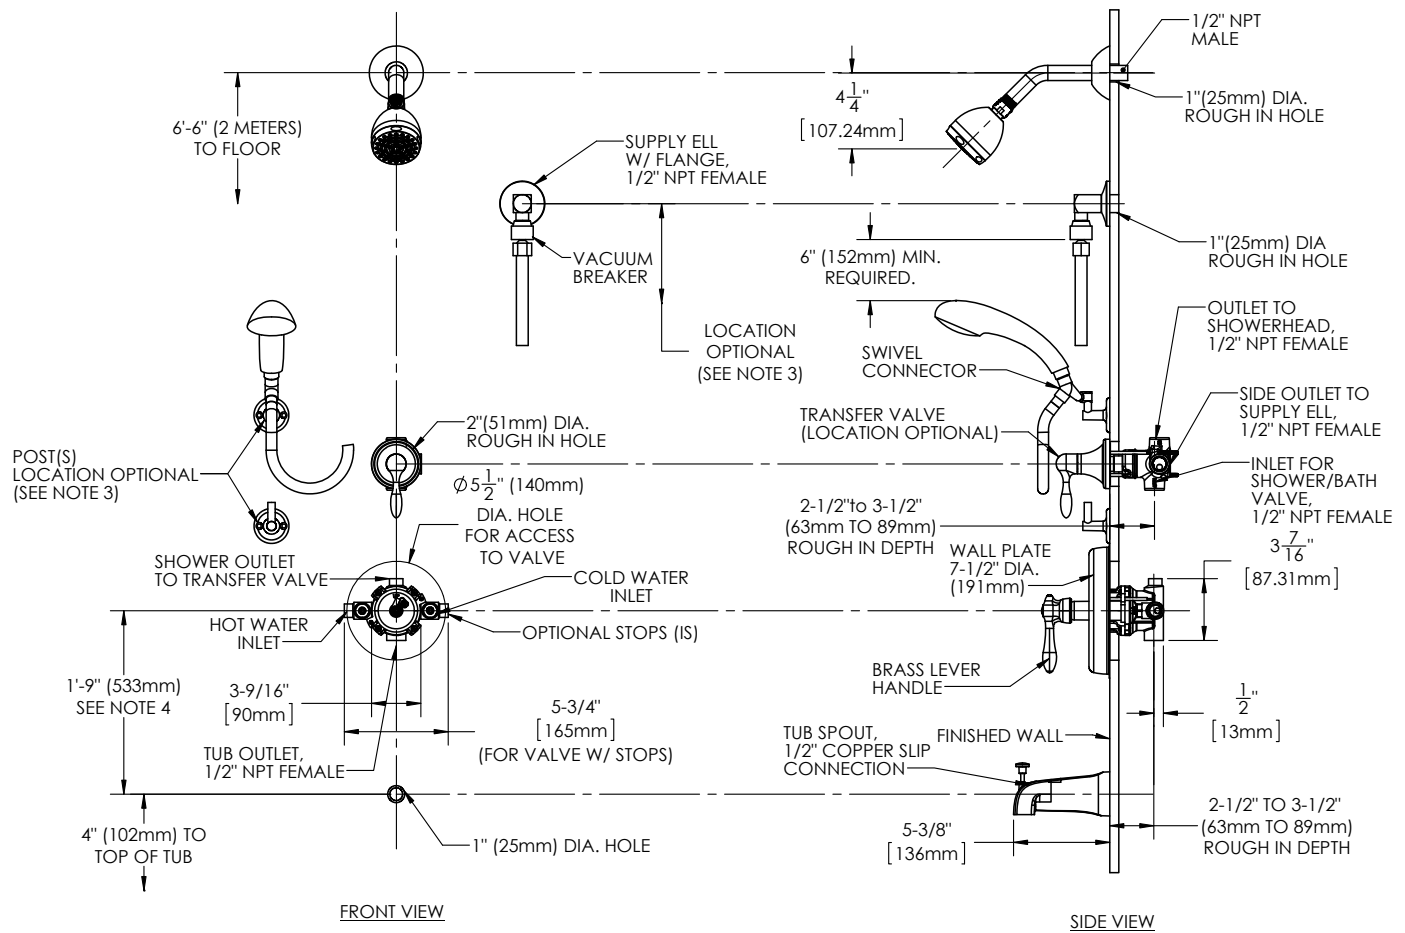 6'-6" (2 METERS)
TO FLOOR
SUPPLY ELL
W/ FLANGE,
1/2" NPT FEMALE
VACUUM
BREAKER
LOCATION
OPTIONAL
(SEE NOTE 3)
2"(51mm) DIA.
ROUGH IN HOLE
POST(S)
LOCATION OPTIONAL
(SEE NOTE 3)
Ø5 1/2" (140mm)
DIA. HOLE
FOR ACCESS
TO VALVE
SHOWER OUTLET
TO TRANSFER VALVE
COLD WATER
INLET
HOT WATER
INLET
OPTIONAL STOPS (IS)
1'-9" (533mm)
SEE NOTE 4
3-9/16"
[90mm]
5-3/4"
[165mm]
(FOR VALVE W/ STOPS)
TUB OUTLET,
1/2" NPT FEMALE
4" (102mm) TO
TOP OF TUB
1" (25mm) DIA. HOLE
FRONT VIEW
1/2" NPT
MALE
4 1/4"
[107.24mm]
1"(25mm) DIA.
ROUGH IN HOLE
1"(25mm) DIA
ROUGH IN HOLE
6" (152mm) MIN.
REQUIRED.
OUTLET TO
SHOWERHEAD,
1/2" NPT FEMALE
SWIVEL
CONNECTOR
SIDE OUTLET TO
SUPPLY ELL,
1/2" NPT FEMALE
TRANSFER VALVE
(LOCATION OPTIONAL)
INLET FOR
SHOWER/BATH
VALVE,
1/2" NPT FEMALE
2-1/2"to 3-1/2"
(63mm TO 89mm)
ROUGH IN DEPTH
WALL PLATE
7-1/2" DIA.
(191mm)
3 7/16"
[87.31mm]
BRASS LEVER
HANDLE
1/2"
[13mm]
TUB SPOUT,
1/2" COPPER SLIP
CONNECTION
FINISHED WALL
5-3/8"
[136mm]
2-1/2" TO 3-1/2"
(63mm TO 89mm)
ROUGH IN DEPTH
SIDE VIEW